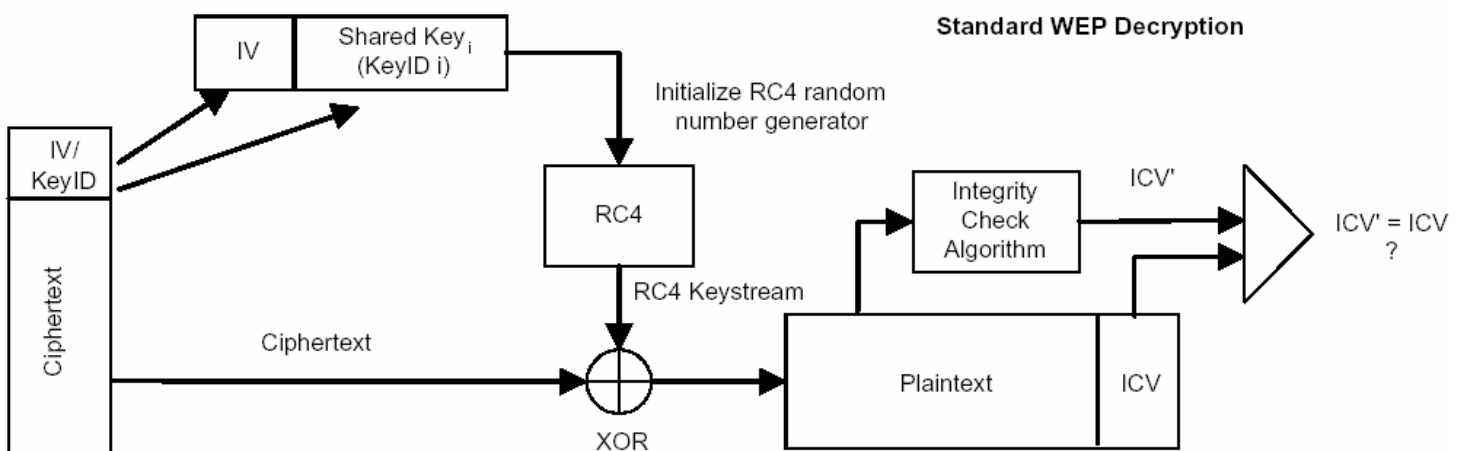 Standard WEP Decryption
IV
Shared Key i
(KeyID i)
Initialize RC4 random
number generator
IV/
KeyID
RC4
Integrity
Check
Algorithm
ICV'
ICV' = ICV
?
RC4 Keystream
Ciphertext
Ciphertext
Plaintext
ICV
XOR